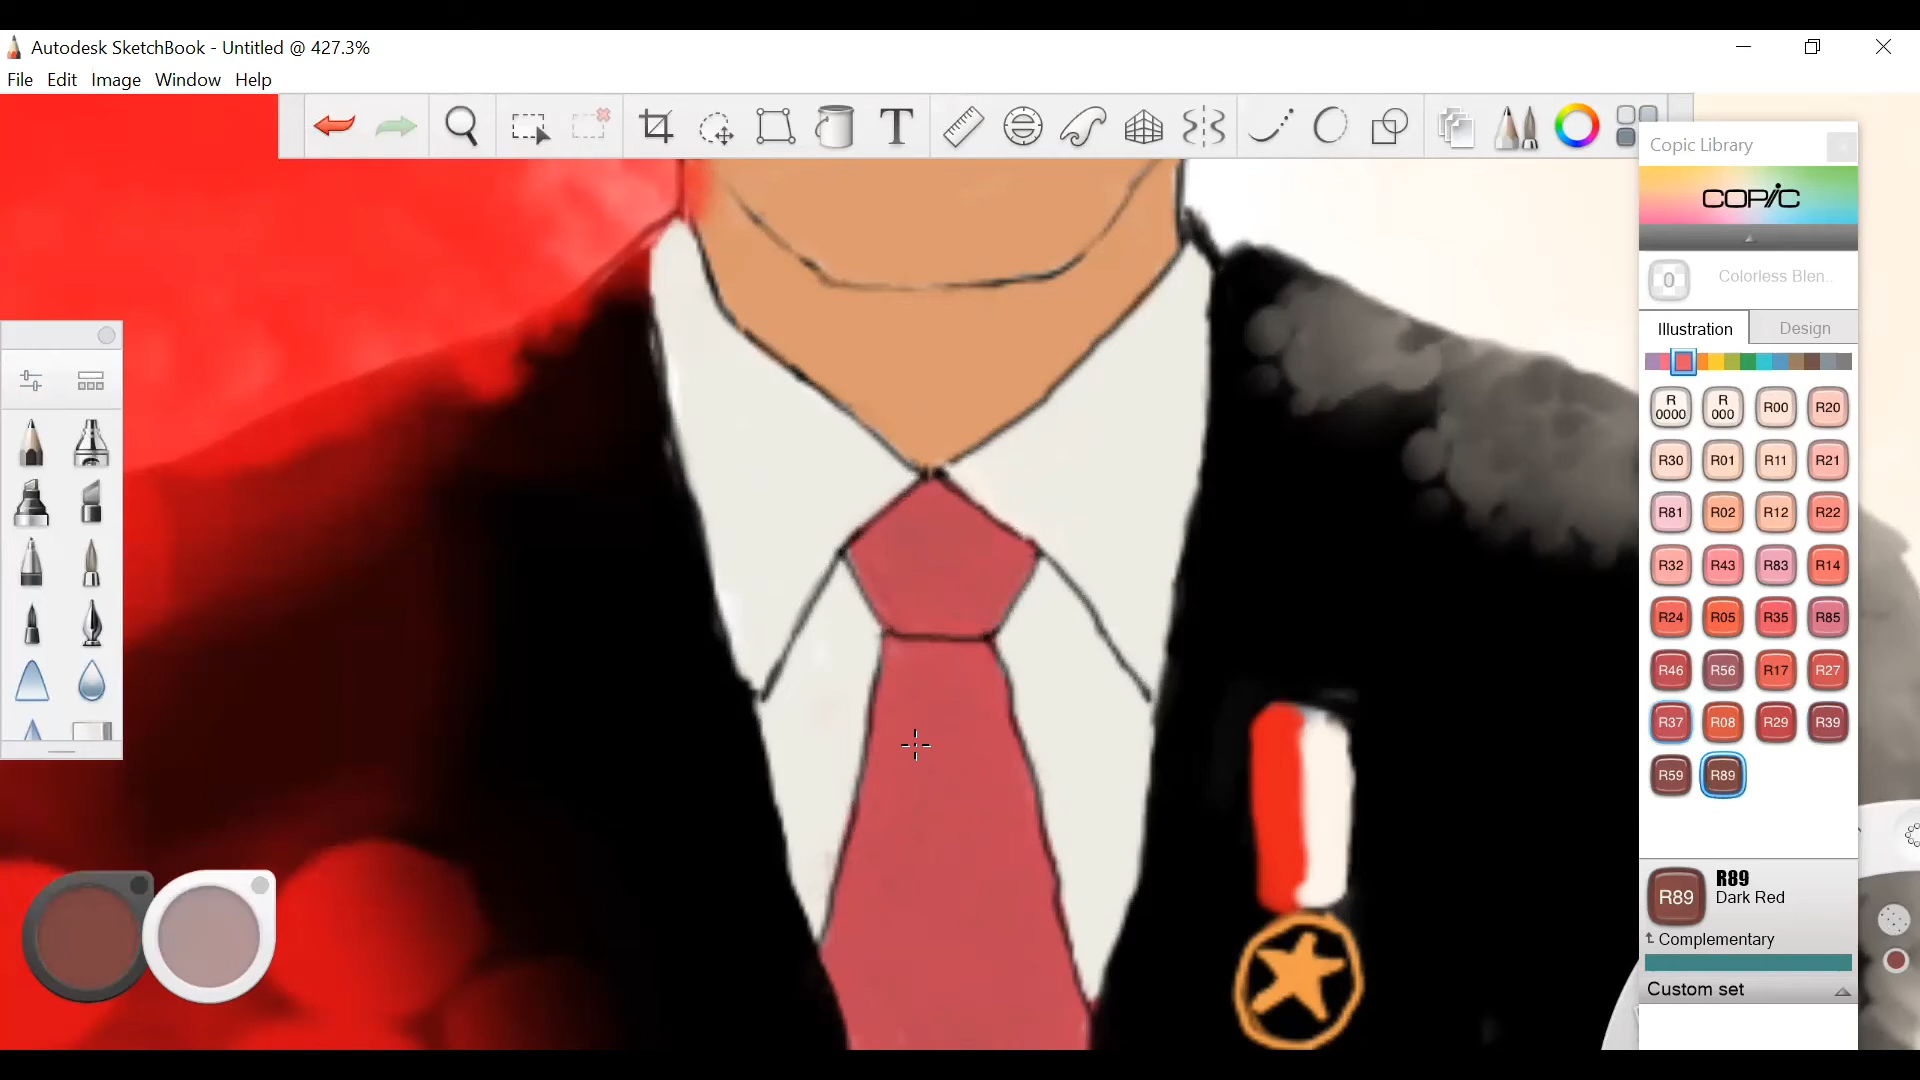 Autodesk SketchBook - Untitled @ 427.3%
File Edit Image Window Help
T
Copic Library
COPIC
0 Colorless Blen..
Illustration Design
R 0000 R 000 R00 R20
R30 R01 R11 R21
R81 R02 R12 R22
R32 R43 R83 R14
R24 R05 R35 R85
R46 R56 R17 R27
R37 R08 R29 R39
R59 R89
R89 R89
Dark Red
Complementary
Custom set